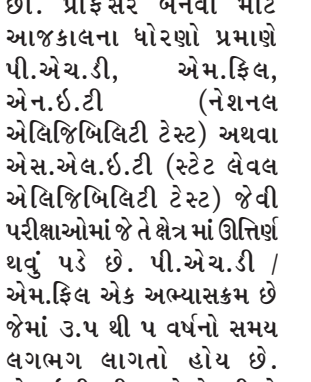 છો. પ્રોફેસર બનવા માટે
આજકાલના ધોરણો પ્રમાણે
પી.એચ.ડી, એમ.ફિલ,
એન.ઇ.ટી (નેશનલ
એલિજિબિલિટી ટેસ્ટ) અથવા
એસ.એલ.ઇ.ટી (સ્ટેટ લેવલ
એલિજિબિલિટી ટેસ્ટ) જેવી
પરીક્ષાઓમાં જે તે ક્ષેત્ર માં ઊત્તિર્ણ
થવું પડે છે. પી.એચ.ડી /
એમ.ફિલ એક અભ્યાસક્રમ છે
જેમાં ૩.૫ થી ૫ વર્ષનો સમય
લગભગ લાગતો હોય છે.